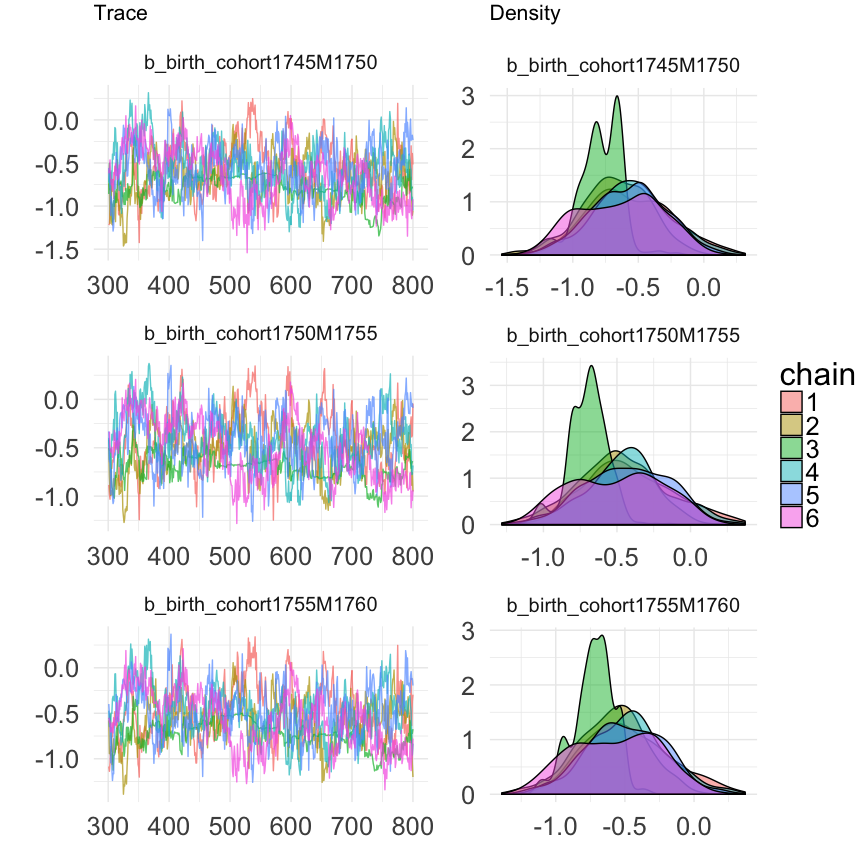 Trace
Density
b_birth_cohort1745M1750
b_birth_cohort1745M1750
0.0
-0.5
-1.0
-1.5
300 400 500 600 700 800
3
2
1
0
-1.5 -1.0 -0.5 0.0
b_birth_cohort1750M1755
b_birth_cohort1750M1755
0.0
-0.5
-1.0
300 400 500 600 700 800
3
2
1
0
-1.0 -0.5 0.0
b_birth_cohort1755M1760
b_birth_cohort1755M1760
0.0
-0.5
-1.0
300 400 500 600 700 800
3
2
1
0
-1.0 -0.5 0.0
chain
1
2
3
4
5
6